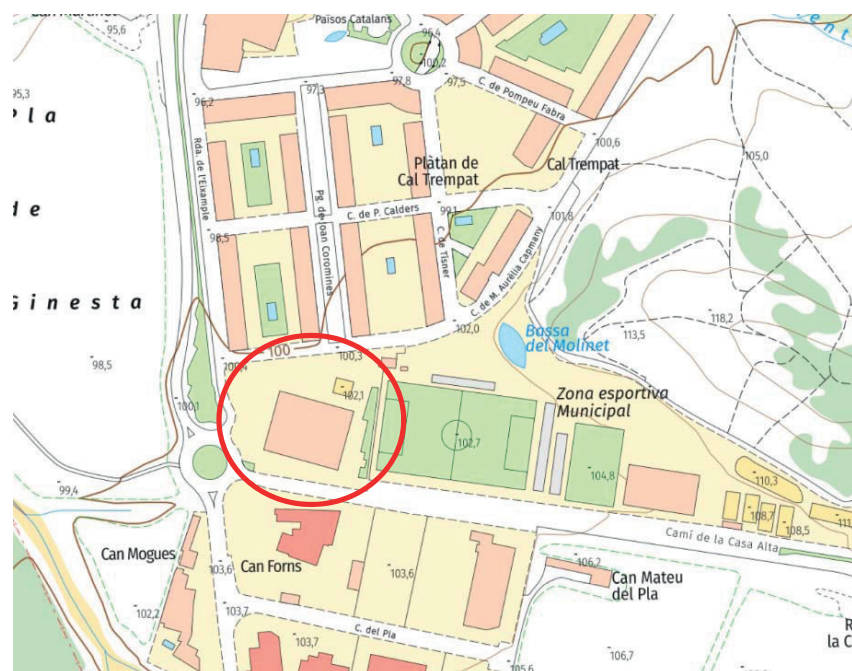 95,6
Països Catalans
96,4
100,2
95,3
96,2
97,3
97,8
97,5
C. de Pompeu Fabra
Pla
100,6
105,0
Rda. de l'Eixample
Plàtan de
Cal Trempat
Cal Trempat
de
Pg. de Joan Coromines
C. de P. Calders
99,1
101,8
98,5
C. de Tísner
C. de M. Aurèlia Capmany
Ginesta
118,2
102,0
113,5
Bassa
del Molinet
98,5
100
100,3
100,4
102,1
Zona esportiva
Municipal
100,1
102,7
104,8
110,3
99,4
108,7
108,5
111
Camí de la Casa Alta
Can Mogues
103,6
Can Forns
103,6
106,2
Can Mateu
del Pla
102,2
103,7
C. del Pla
103,7
105,6
106,7
R
la C